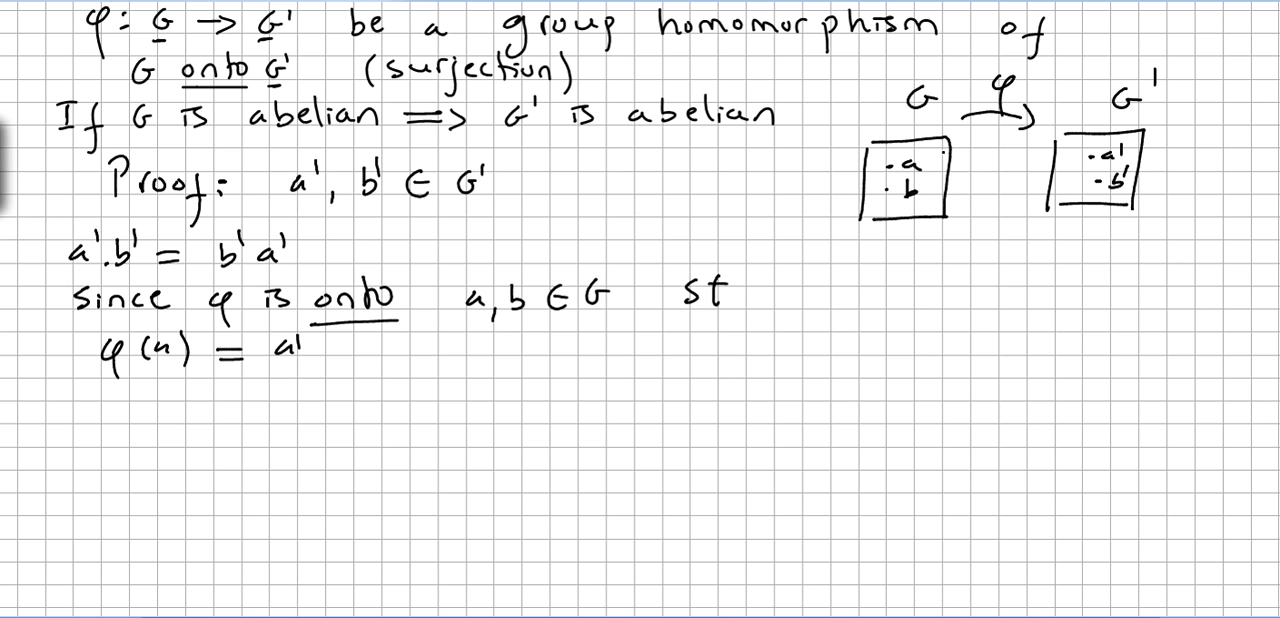 φ: G → G' be a group homomorphism of
G onto G' (surjection)
If G is abelian => G' is abelian
G φ G'
Proof: a', b' ∈ G'
·a
·b
·a'
·b'
a'.b' = b'a'
since φ is onto a, b ∈ G st
φ(a) = a'